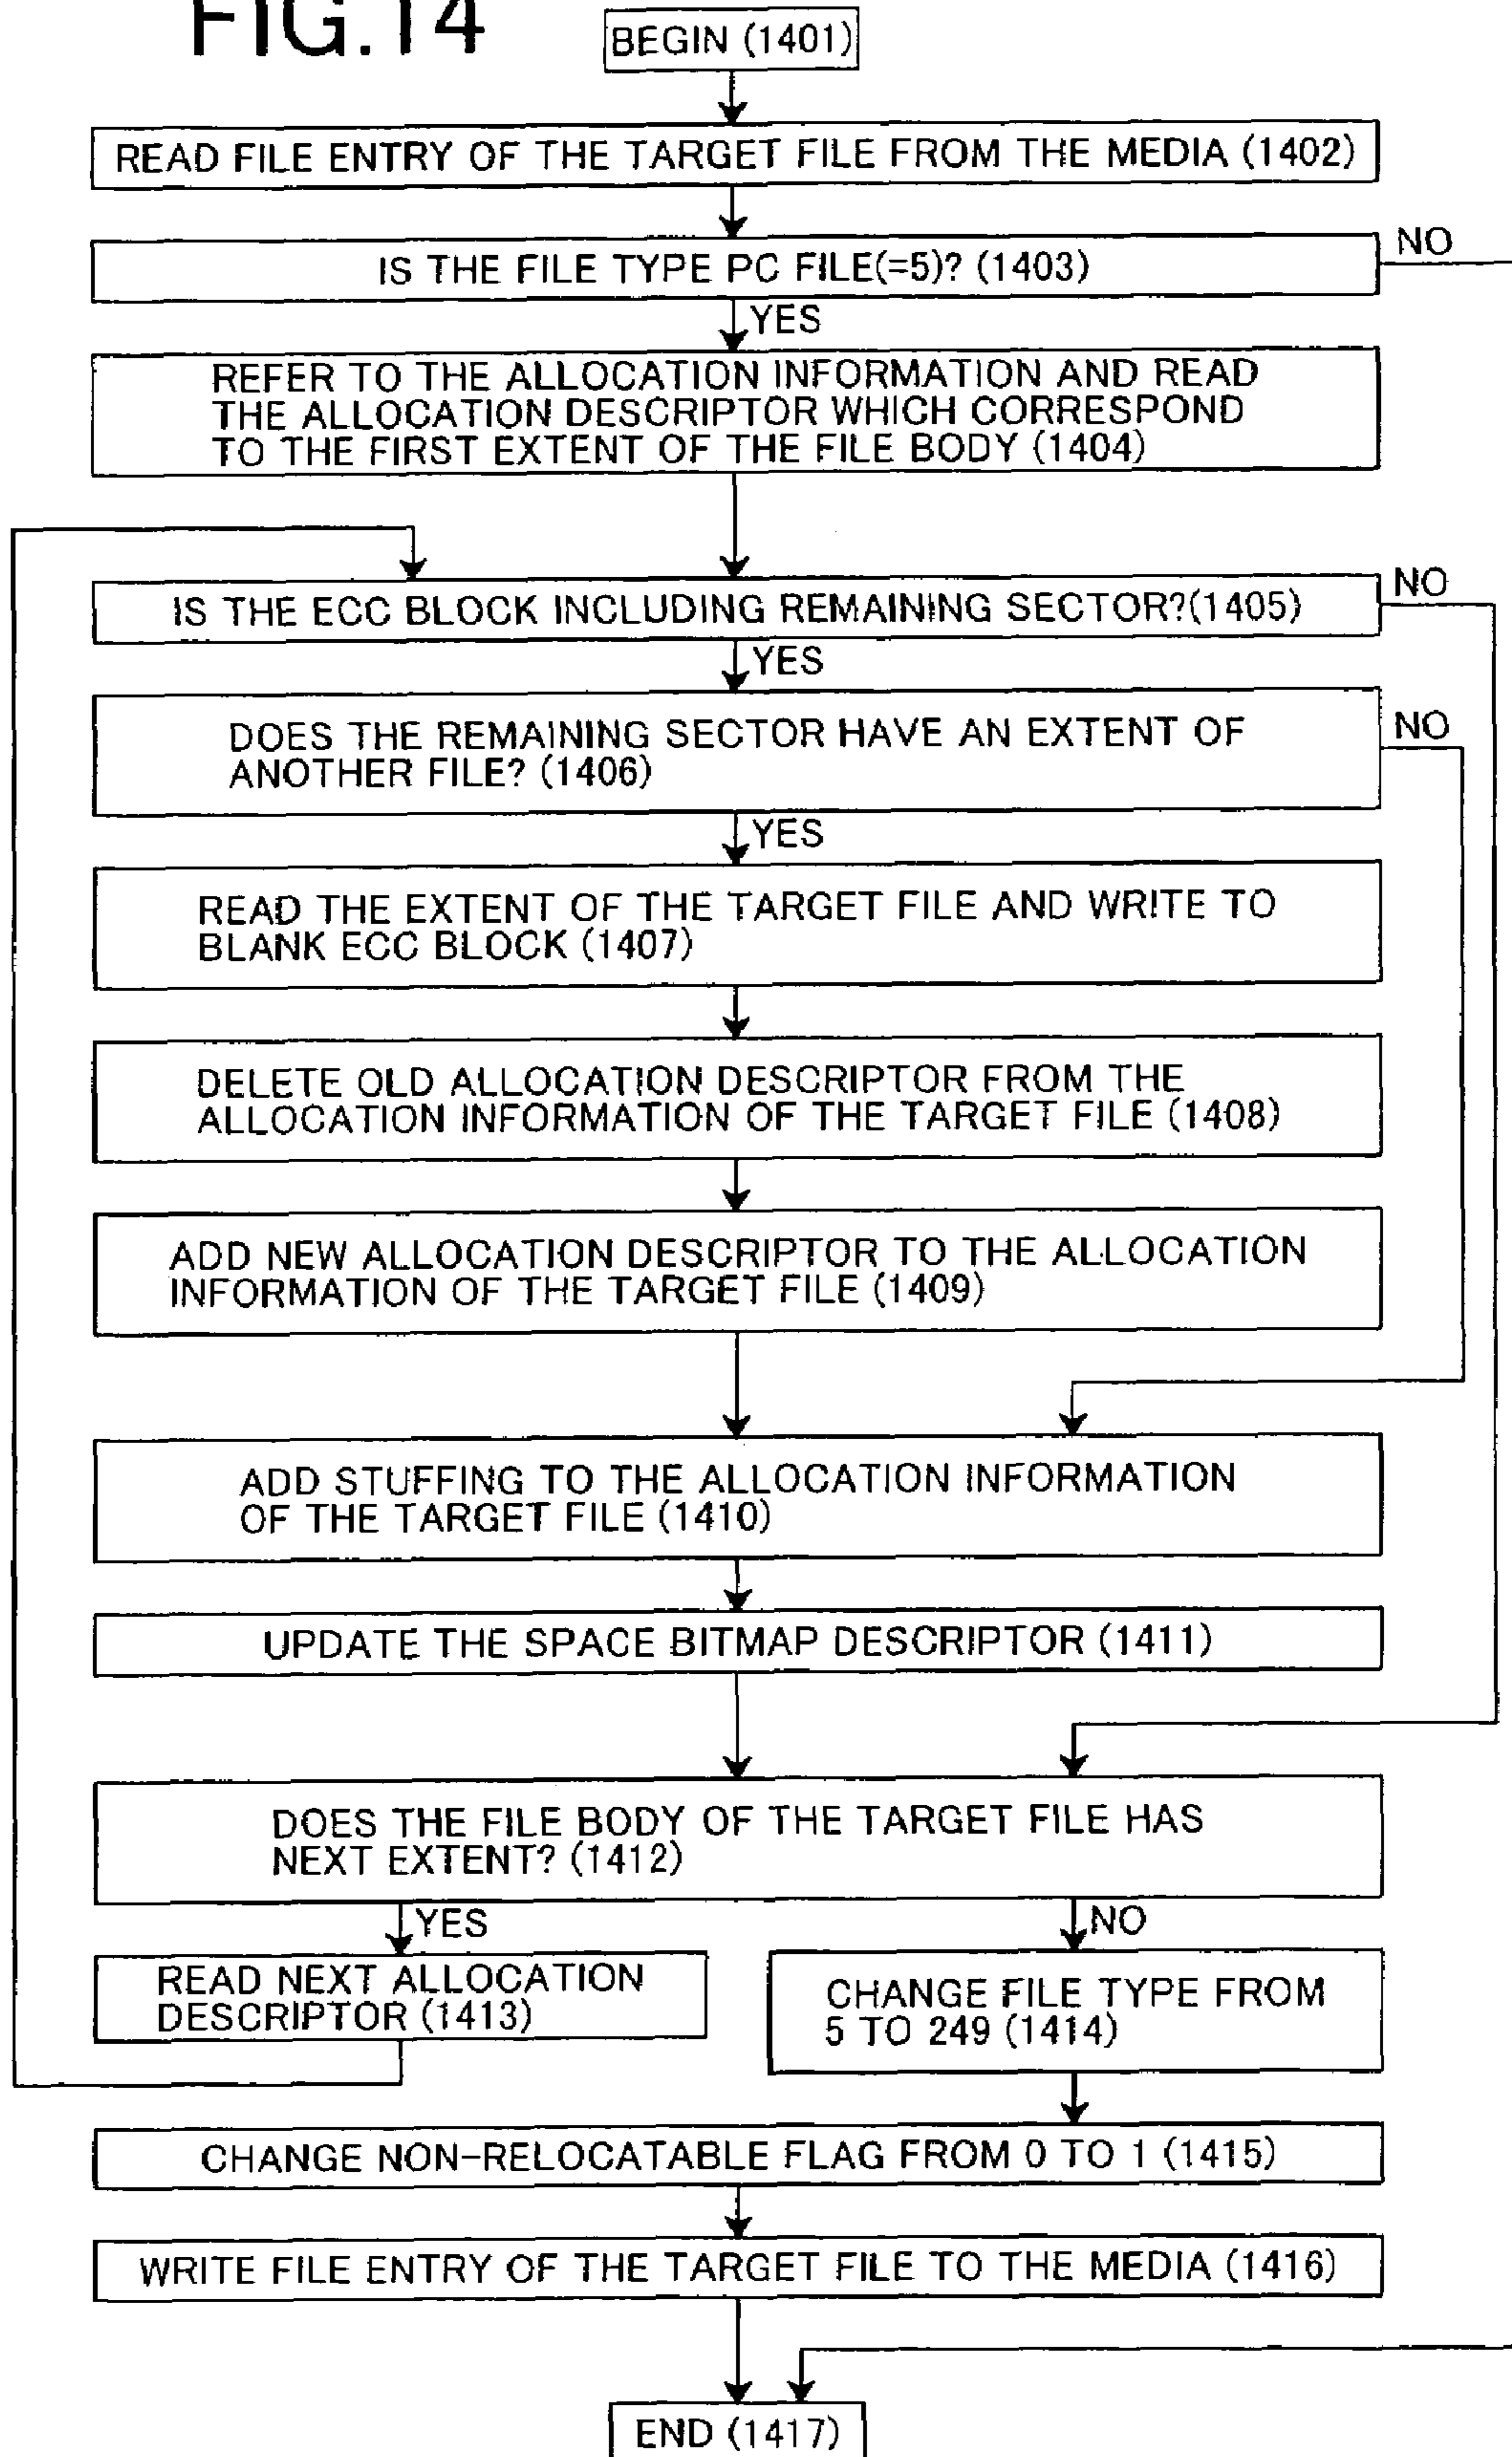 FIG.14
BEGIN (1401)
READ FILE ENTRY OF THE TARGET FILE FROM THE MEDIA (1402)
IS THE FILE TYPE PC FILE(=5)? (1403)
NO
YES
REFER TO THE ALLOCATION INFORMATION AND READ
THE ALLOCATION DESCRIPTOR WHICH CORRESPOND
TO THE FIRST EXTENT OF THE FILE BODY (1404)
IS THE ECC BLOCK INCLUDING REMAINING SECTOR?(1405)
NO
YES
DOES THE REMAINING SECTOR HAVE AN EXTENT OF
ANOTHER FILE? (1406)
NO
YES
READ THE EXTENT OF THE TARGET FILE AND WRITE TO
BLANK ECC BLOCK (1407)
DELETE OLD ALLOCATION DESCRIPTOR FROM THE
ALLOCATION INFORMATION OF THE TARGET FILE (1408)
ADD NEW ALLOCATION DESCRIPTOR TO THE ALLOCATION
INFORMATION OF THE TARGET FILE (1409)
ADD STUFFING TO THE ALLOCATION INFORMATION
OF THE TARGET FILE (1410)
UPDATE THE SPACE BITMAP DESCRIPTOR (1411)
DOES THE FILE BODY OF THE TARGET FILE HAS
NEXT EXTENT? (1412)
YES
NO
READ NEXT ALLOCATION
DESCRIPTOR (1413)
CHANGE FILE TYPE FROM
5 TO 249 (1414)
CHANGE NON-RELOCATABLE FLAG FROM 0 TO 1 (1415)
WRITE FILE ENTRY OF THE TARGET FILE TO THE MEDIA (1416)
END (1417)